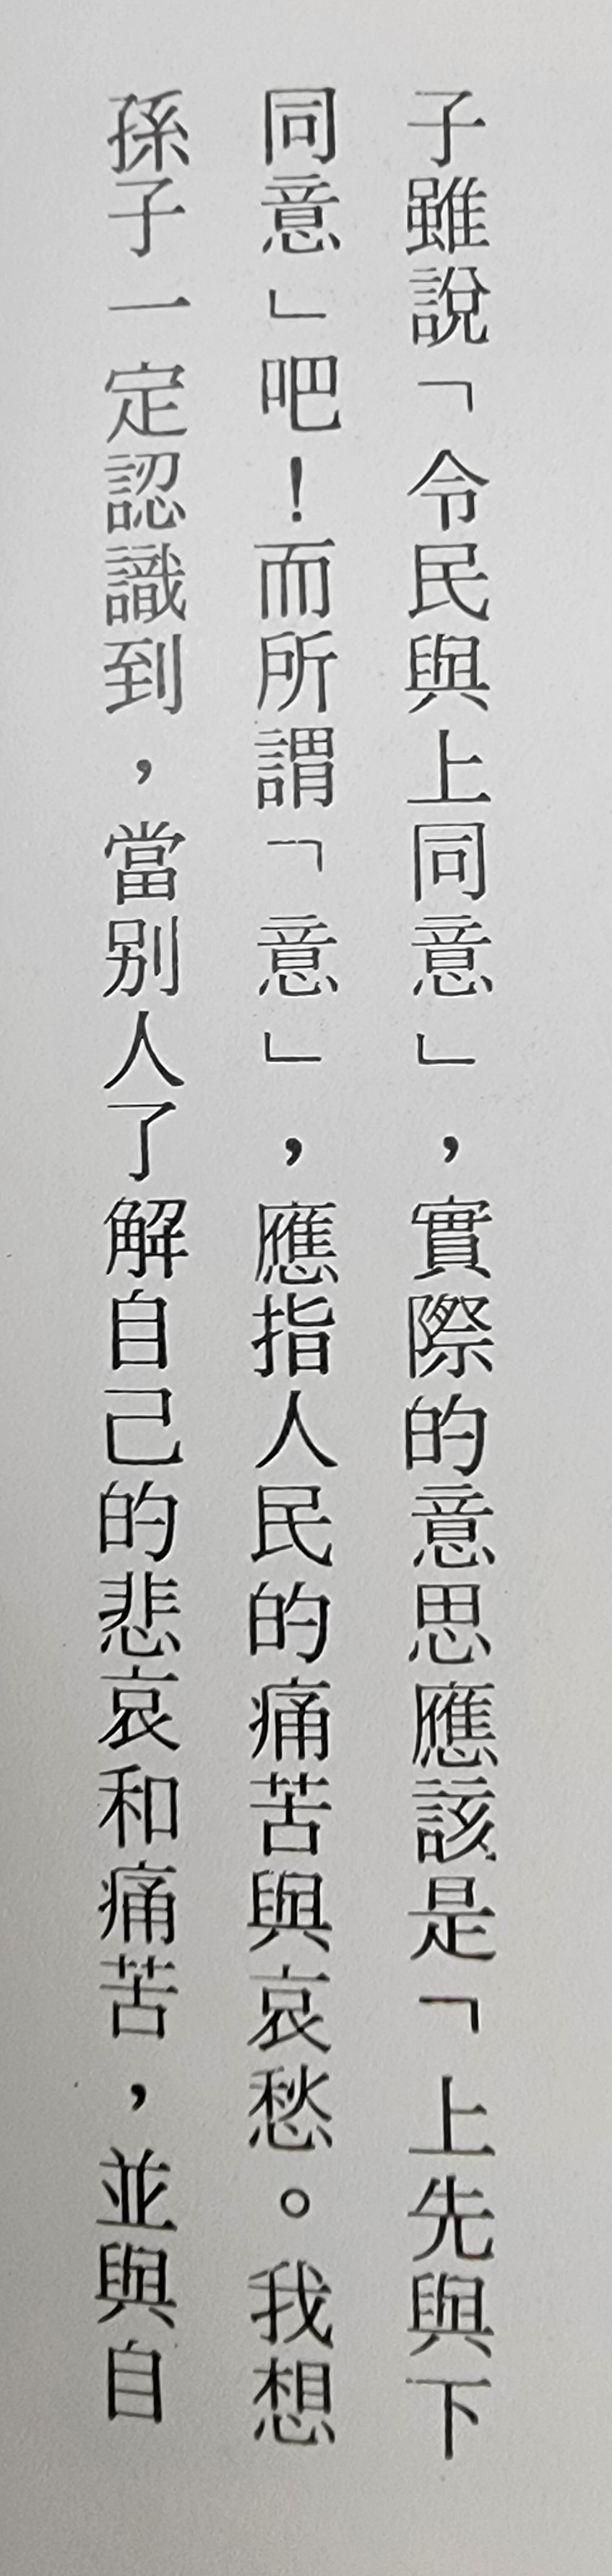 子雖說「令民與上同意」，實際的意思應該是「上先與下
同意」吧！而所謂「意」，應指人民的痛苦與哀愁。我想
孫子一定認識到，當別人了解自己的悲哀和痛苦，並與自